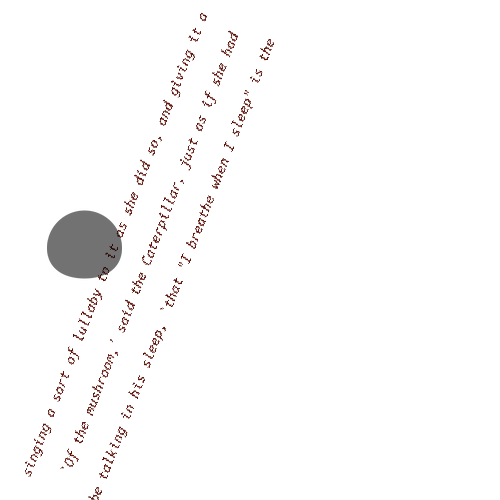 singing a sort of lullaby to it as she did so, and giving it a
`Of the mushroom,' said the Caterpillar, just as if she had
be talking in his sleep, `that "I breathe when I sleep" is the